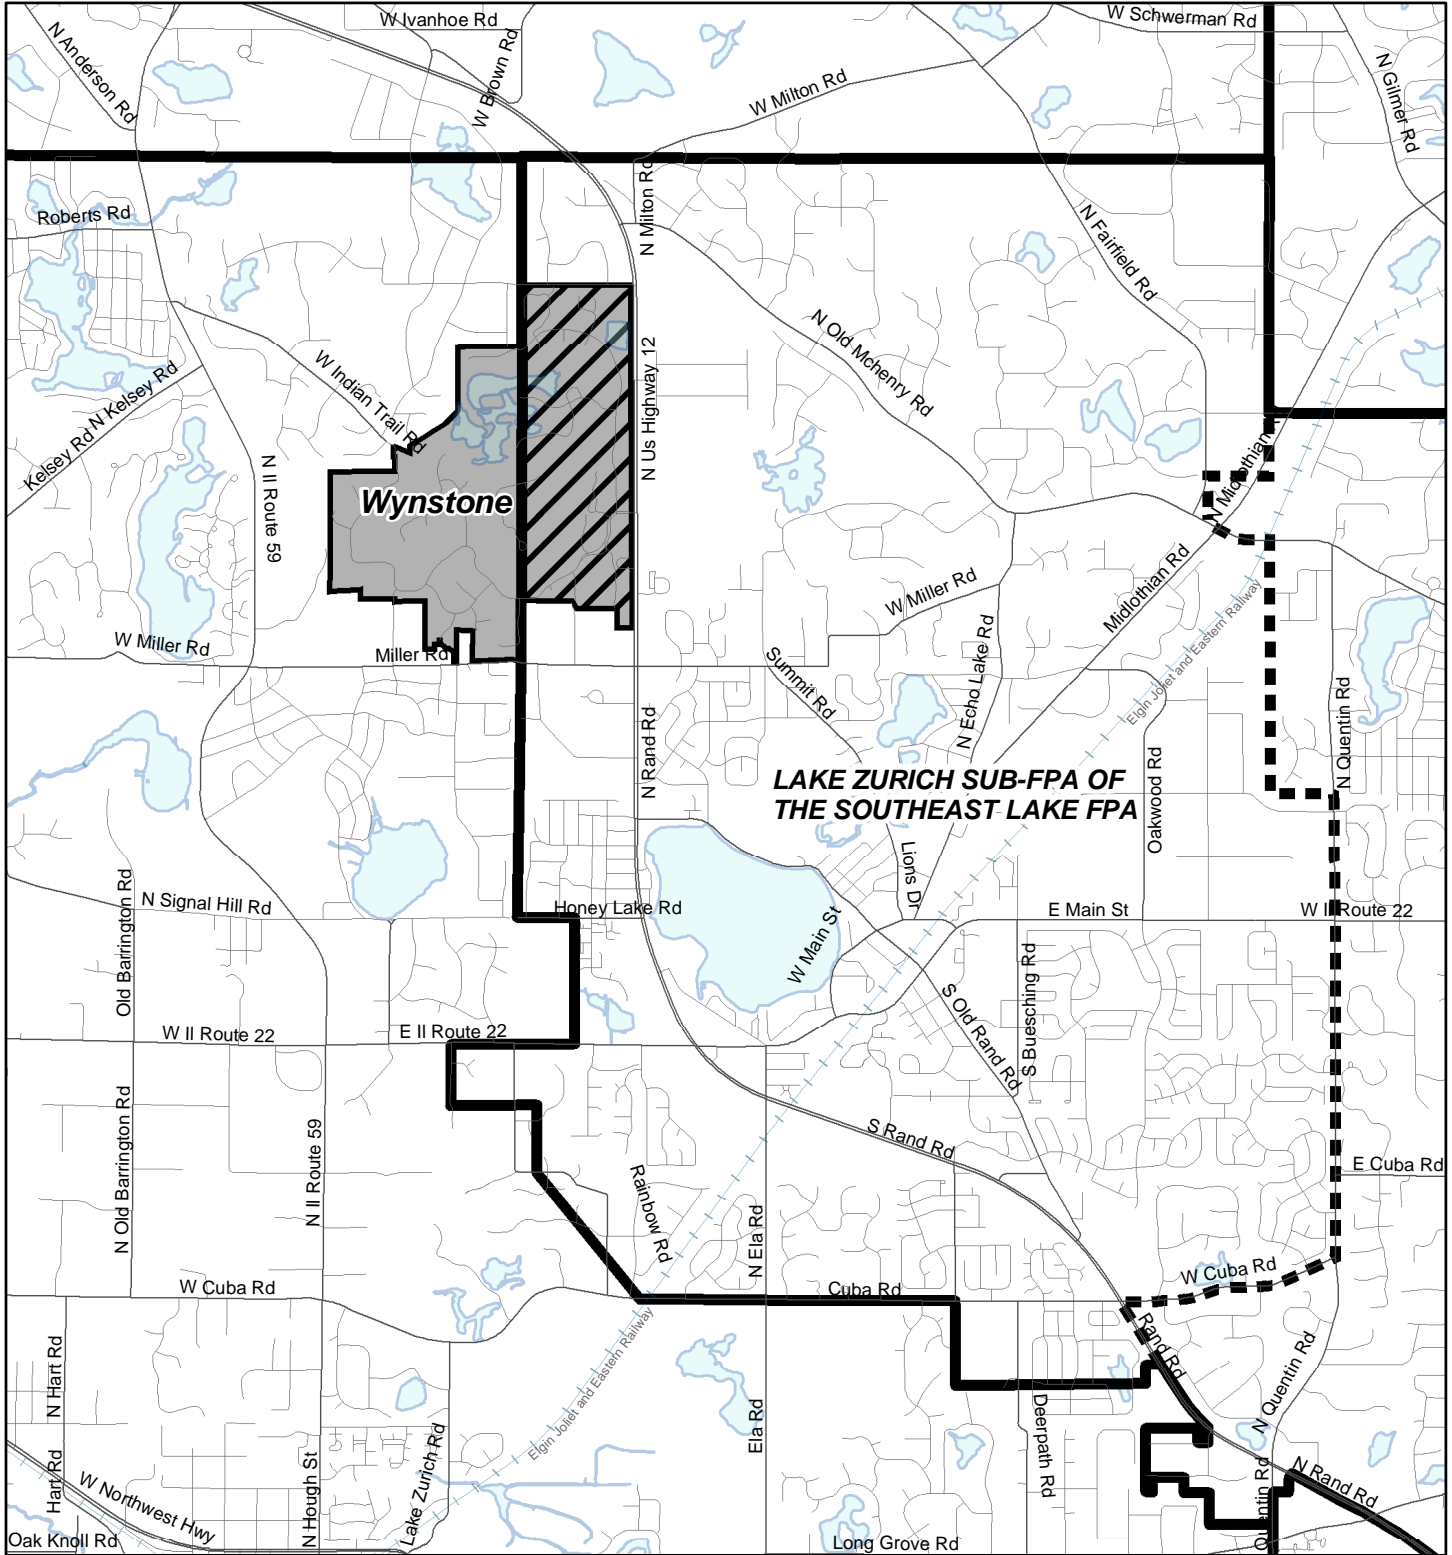 W Ivanhoe Rd
W Schwerman Rd
N Anderson Rd
W Brown Rd
N Gilmer Rd
W Milton Rd
N Milton Rd
Roberts Rd
N Fairfield Rd
N Old Mchenry Rd
N Us Highway 12
W Indian Trail Rd
N Kelsey Rd
Kelsey Rd
N Il Route 59
Wynstone
N Midlothian R
Midlothian Rd
W Miller Rd
Elgin Joliet and Eastern Railway
W Miller Rd
Miller Rd
Summit Rd
N Echo Lake Rd
N Rand Rd
N Quentin Rd
LAKE ZURICH SUB-FPA OF
THE SOUTHEAST LAKE FPA
Oakwood Rd
Lions Dr
Old Barrington Rd
N Signal Hill Rd
Honey Lake Rd
E Main St
W Il Route 22
W Main St
S Buesching Rd
S Old Rand Rd
W Il Route 22
E Il Route 22
S Rand Rd
N Old Barrington Rd
N Il Route 59
E Cuba Rd
Rainbow Rd
N Ela Rd
W Cuba Rd
W Cuba Rd
Cuba Rd
Rand Rd
Elgin Joliet and Eastern Railway
N Hart Rd
N Quentin Rd
Deerpath Rd
Ela Rd
Hart Rd
W Northwest Hwy
N Hough St
Lake Zurich Rd
N Rand Rd
Quentin Rd
Oak Knoll Rd
Long Grove Rd